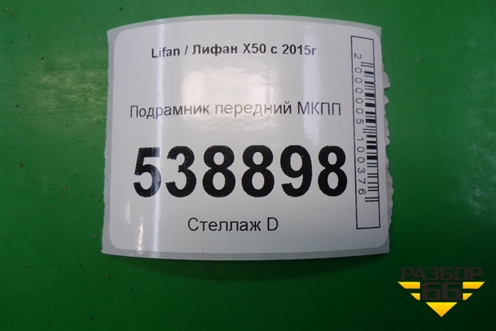 Lifan / Лифан X50 с 2015г
Подрамник передний МКПП
538898
Стеллаж D
2000005100376
РАЗБОР
66